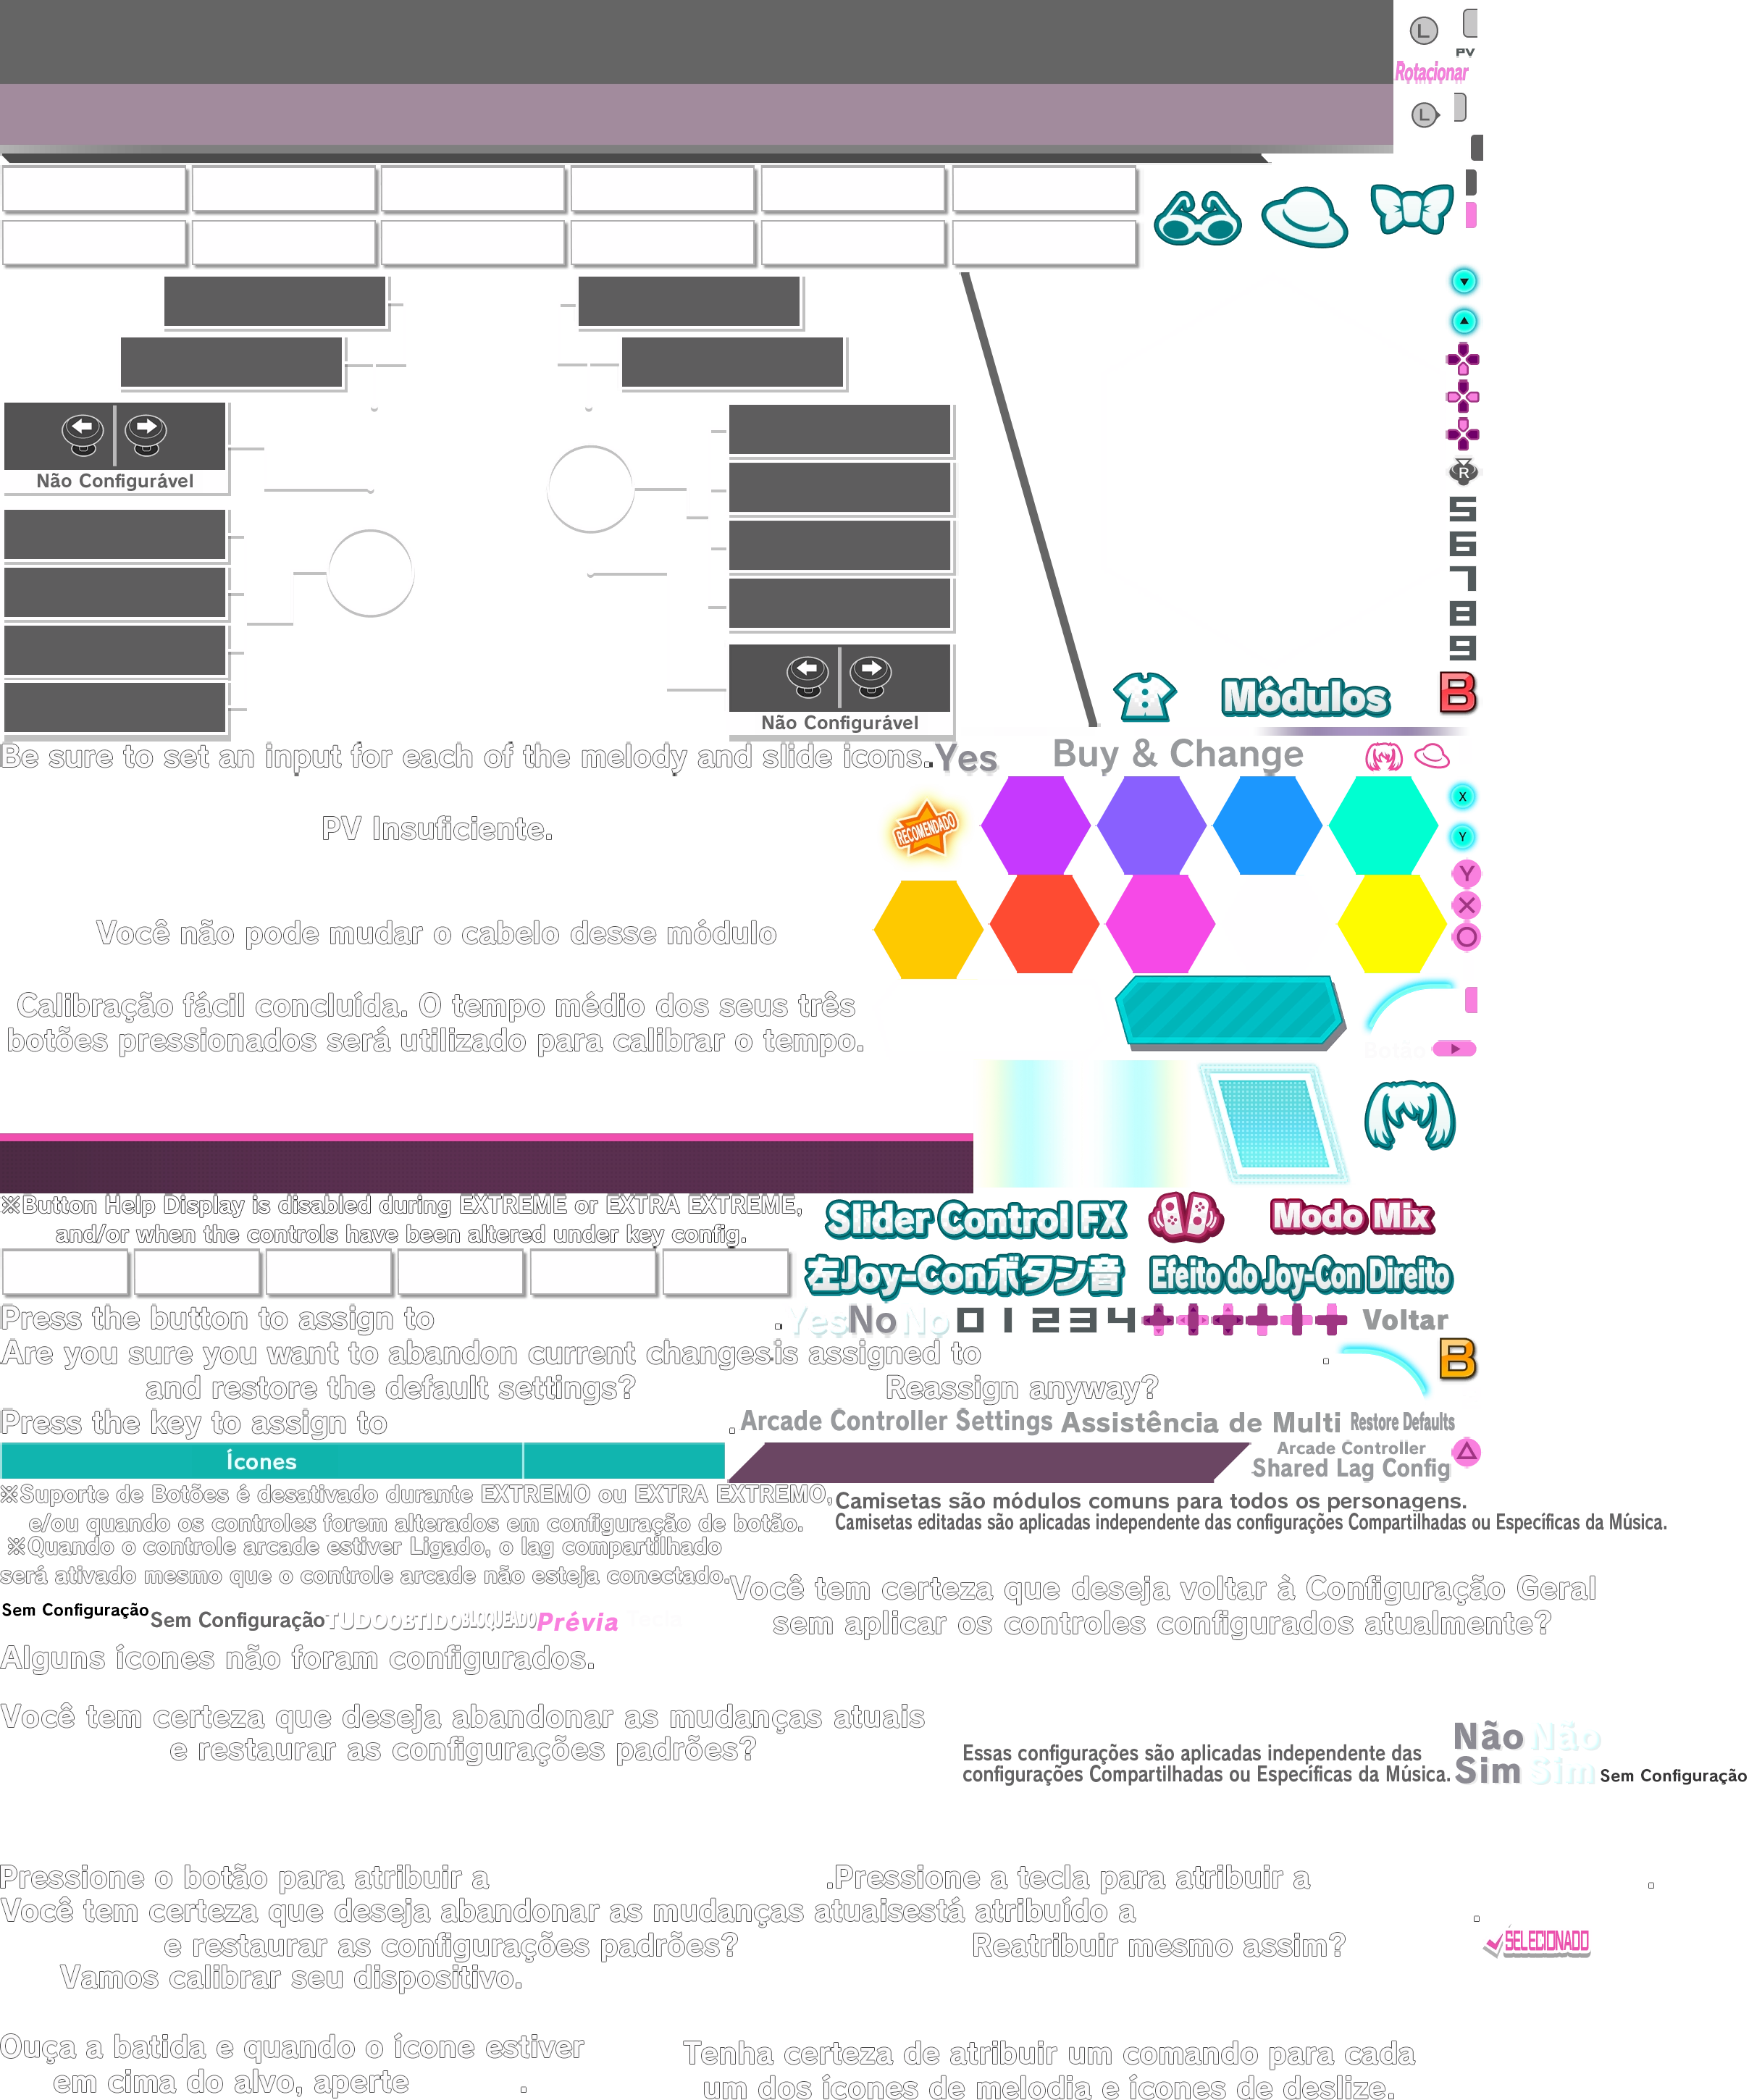 L
PV
Rotacionar
L
Não Configurável
R
5
6
7
8
9
Não Configurável
Módulos
B
Be sure to set an input for each of the melody and slide icons.
Yes
Buy & Change
RECOMENDADO
X
PV Insuficiente.
Y
Y
Você não pode mudar o cabelo desse módulo
Calibração fácil concluída. O tempo médio dos seus três
botões pressionados será utilizado para calibrar o tempo.
Botão
※Button Help Display is disabled during EXTREME or EXTRA EXTREME,
and/or when the controls have been altered under key config.
Slider Control FX
Modo Mix
左Joy-Conボタン音
Efeito do Joy-Con Direito
Press the button to assign to .
Yes
No
No
0 1 2 3 4
Voltar
Are you sure you want to abandon current changes
and restore the default settings?
is assigned to .
Reassign anyway?
B
Press the key to assign to .
Arcade Controller Settings
Assistência de Multi
Restore Defaults
Ícones
Arcade Controller
Shared Lag Config
※Suporte de Botões é desativado durante EXTREMO ou EXTRA EXTREMO,
e/ou quando os controles forem alterados em configuração de botão.
Camisetas são módulos comuns para todos os personagens.
Camisetas editadas são aplicadas independente das configurações Compartilhadas ou Específicas da Música.
※Quando o controle arcade estiver Ligado, o lag compartilhado
será ativado mesmo que o controle arcade não esteja conectado.
Você tem certeza que deseja voltar à Configuração Geral
sem aplicar os controles configurados atualmente?
Sem Configuração
Sem Configuração
TUDO
OBTIDO
BLOQUEADO
Prévia
Alguns ícones não foram configurados.
Você tem certeza que deseja abandonar as mudanças atuais
e restaurar as configurações padrões?
Essas configurações são aplicadas independente das
configurações Compartilhadas ou Específicas da Música.
Não
Não
Sim
Sim
Sem Configuração
Pressione o botão para atribuir a .
Pressione a tecla para atribuir a .
Você tem certeza que deseja abandonar as mudanças atuais
e restaurar as configurações padrões?
está atribuído a .
Reatribuir mesmo assim?
SELECIONADO
Vamos calibrar seu dispositivo.
Ouça a batida e quando o ícone estiver
em cima do alvo, aperte .
Tenha certeza de atribuir um comando para cada
um dos ícones de melodia e ícones de deslize.